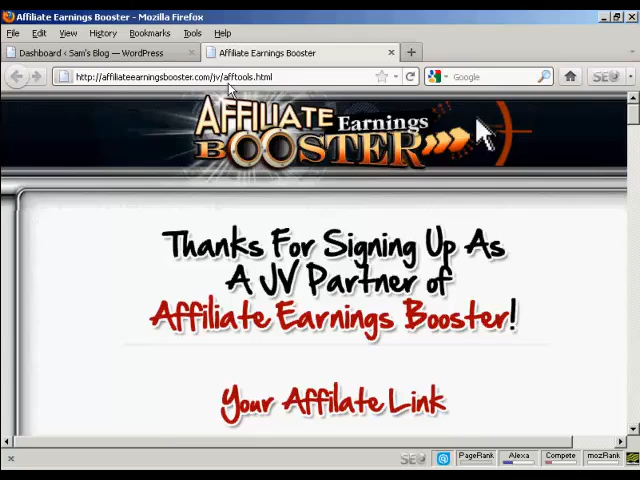 Affiliate Earnings Booster - Mozilla Firefox
File Edit View History Bookmarks Tools Help
Dashboard ‹ Sam's Blog — WordPress × Affiliate Earnings Booster × +
http://affiliateearningsbooster.com/jv/afftools.html Google SEO
AFFILIATE Earnings
BOOSTER
Thanks For Signing Up As
A JV Partner of
Affiliate Earnings Booster!
Your Affilate Link
× SEO @ PageRank Alexa Compete mozRank